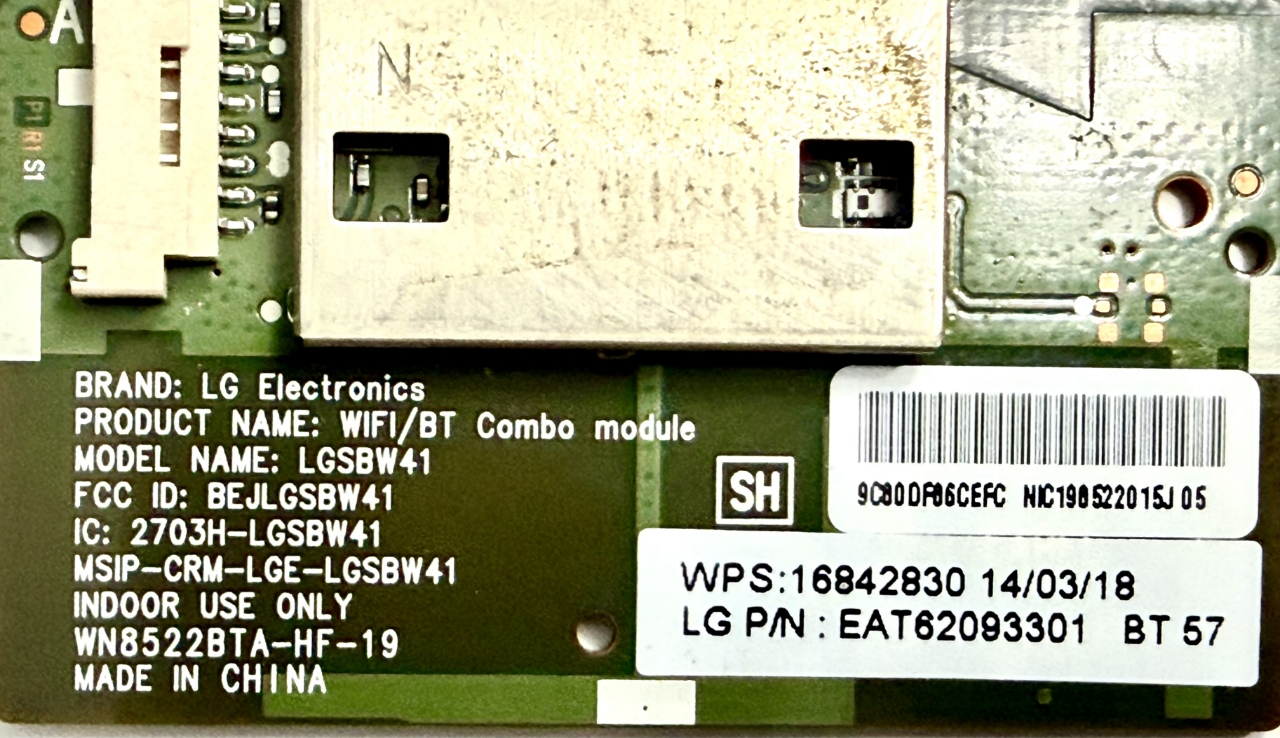 A
N
P1
R1
S1
BRAND: LG Electronics
PRODUCT NAME: WIFI/BT Combo module
MODEL NAME: LGSBW41
FCC ID: BEJLGSBW41
IC: 2703H-LGSBW41
MSIP-CRM-LGE-LGSBW41
INDOOR USE ONLY
WN8522BTA-HF-19
MADE IN CHINA
SH
9C80DF86CEFC NIC198522015J05
WPS:16842830 14/03/18
LG P/N : EAT62093301 BT 57